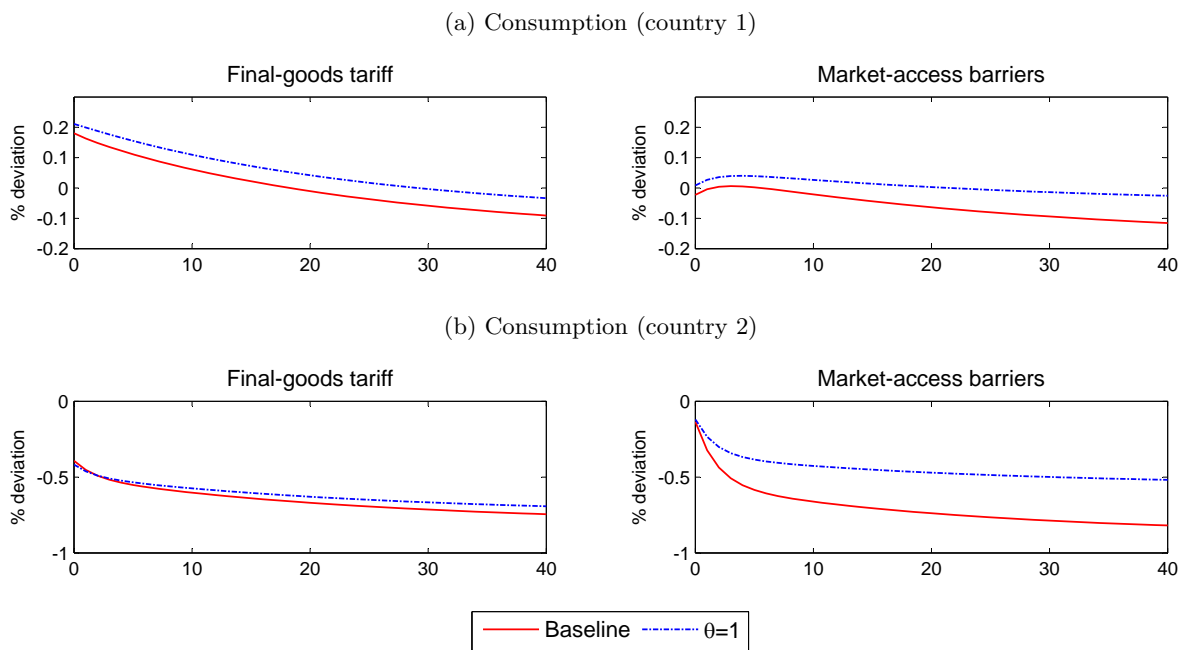 (a) Consumption (country 1)
Final-goods tariff
Market-access barriers
% deviation
0.2
0.1
0
-0.1
-0.2
0 10 20 30 40
% deviation
0.2
0.1
0
-0.1
-0.2
0 10 20 30 40
(b) Consumption (country 2)
Final-goods tariff
Market-access barriers
% deviation
0
-0.5
-1
0 10 20 30 40
% deviation
0
-0.5
-1
0 10 20 30 40
Baseline θ=1